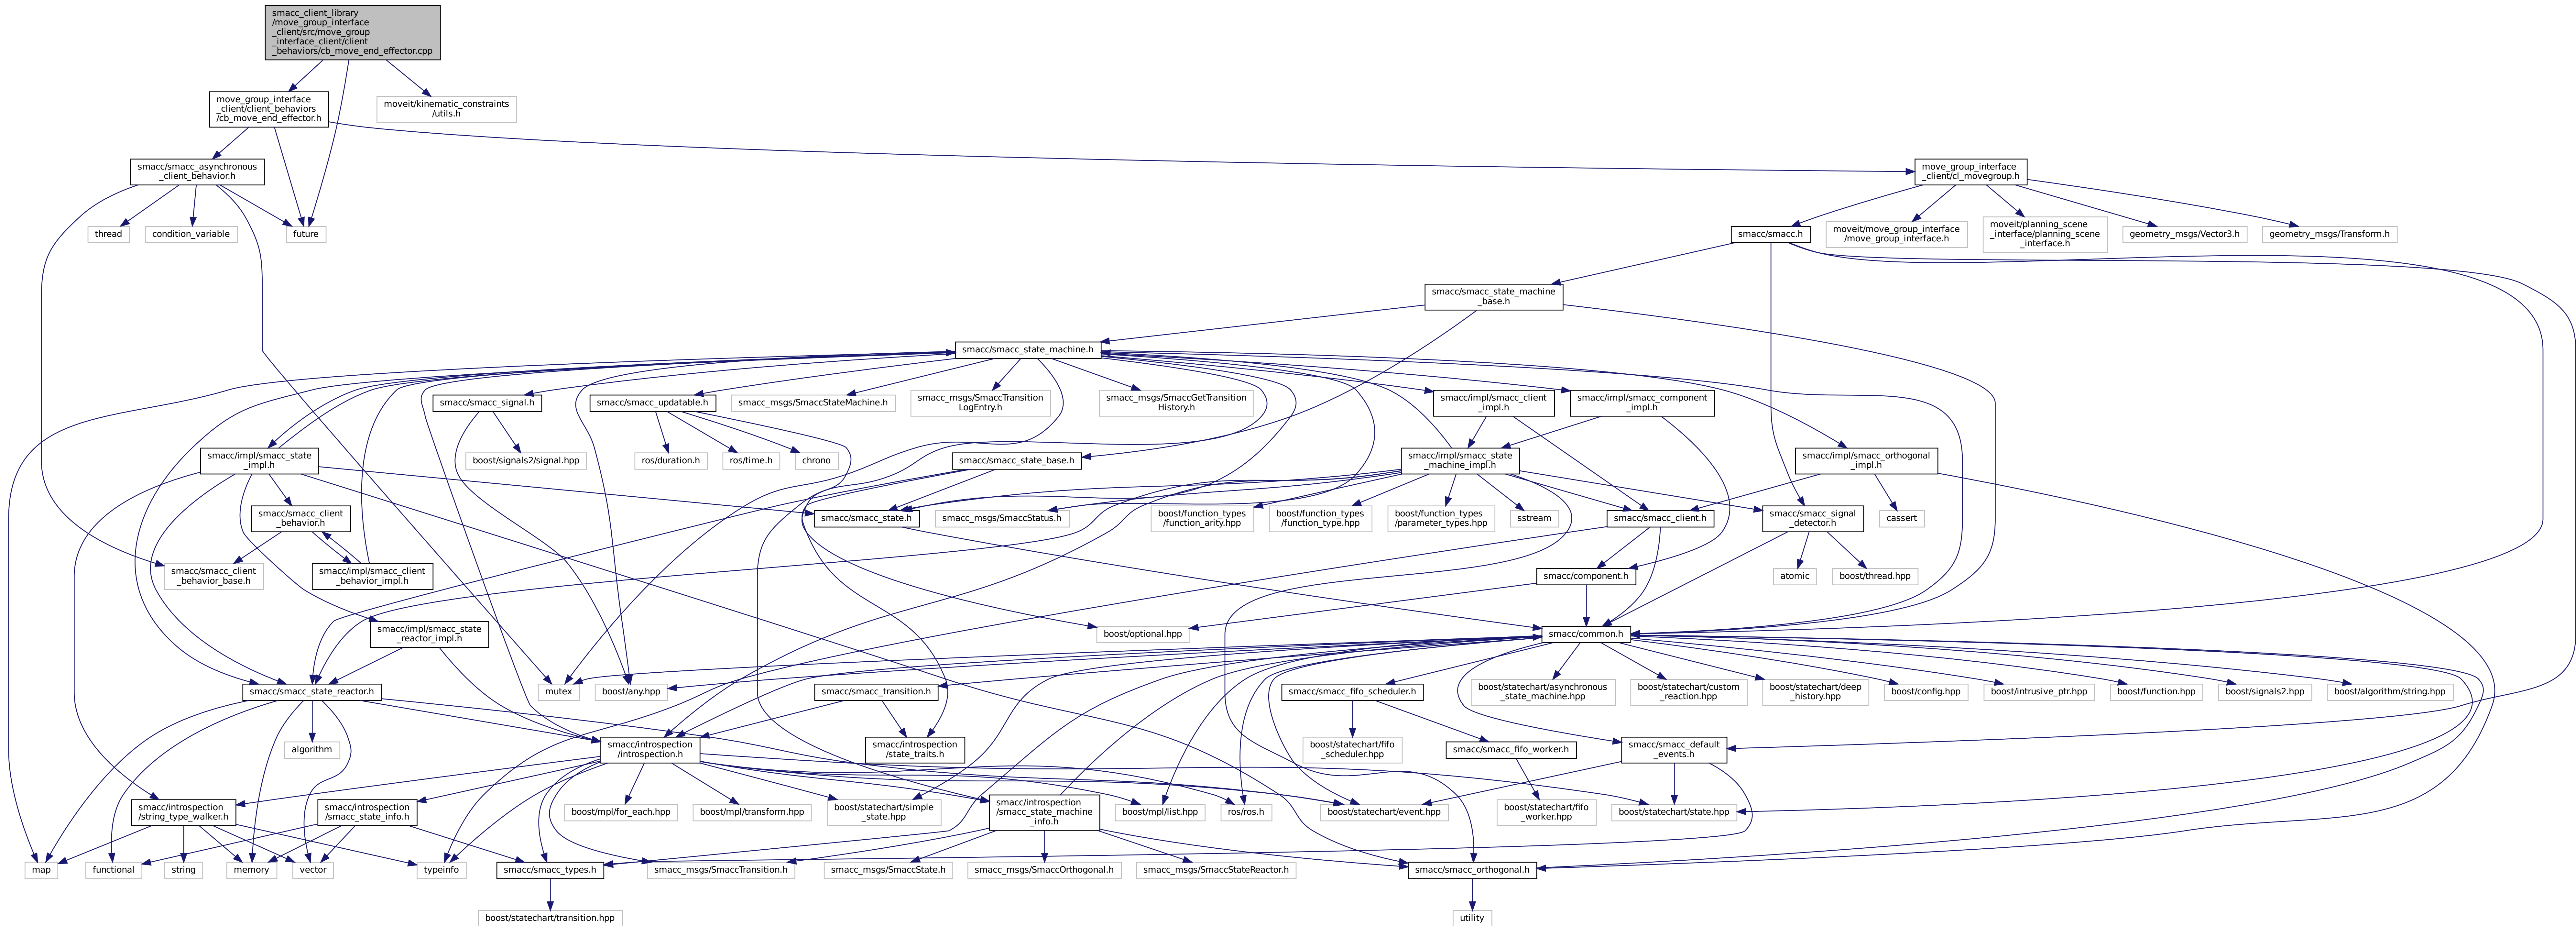 smacc_client_library
/move_group_interface
_client/src/move_group
_interface_client/client
_behaviors/cb_move_end_effector.cpp
move_group_interface
_client/client_behaviors
/cb_move_end_effector.h
moveit/kinematic_constraints
/utils.h
smacc/smacc_asynchronous
_client_behavior.h
move_group_interface
_client/cl_movegroup.h
thread
condition_variable
future
smacc/smacc.h
moveit/move_group_interface
/move_group_interface.h
moveit/planning_scene
_interface/planning_scene
_interface.h
geometry_msgs/Vector3.h
geometry_msgs/Transform.h
smacc/smacc_state_machine
_base.h
smacc/smacc_state_machine.h
smacc/smacc_signal.h
smacc/smacc_updatable.h
smacc_msgs/SmaccStateMachine.h
smacc_msgs/SmaccTransition
LogEntry.h
smacc_msgs/SmaccGetTransition
History.h
smacc/impl/smacc_client
_impl.h
smacc/impl/smacc_component
_impl.h
smacc/impl/smacc_state
_impl.h
boost/signals2/signal.hpp
ros/duration.h
ros/time.h
chrono
smacc/smacc_state_base.h
smacc/impl/smacc_state
_machine_impl.h
smacc/impl/smacc_orthogonal
_impl.h
smacc/smacc_client
_behavior.h
smacc/smacc_state.h
smacc_msgs/SmaccStatus.h
boost/function_types
/function_arity.hpp
boost/function_types
/function_type.hpp
boost/function_types
/parameter_types.hpp
sstream
smacc/smacc_client.h
smacc/smacc_signal
_detector.h
cassert
smacc/smacc_client
_behavior_base.h
smacc/impl/smacc_client
_behavior_impl.h
smacc/component.h
atomic
boost/thread.hpp
smacc/impl/smacc_state
_reactor_impl.h
boost/optional.hpp
smacc/common.h
smacc/smacc_state_reactor.h
mutex
boost/any.hpp
smacc/smacc_transition.h
smacc/smacc_fifo_scheduler.h
boost/statechart/asynchronous
_state_machine.hpp
boost/statechart/custom
_reaction.hpp
boost/statechart/deep
_history.hpp
boost/config.hpp
boost/intrusive_ptr.hpp
boost/function.hpp
boost/signals2.hpp
boost/algorithm/string.hpp
algorithm
smacc/introspection
/introspection.h
smacc/introspection
/state_traits.h
boost/statechart/fifo
_scheduler.hpp
smacc/smacc_fifo_worker.h
smacc/smacc_default
_events.h
smacc/introspection
/string_type_walker.h
smacc/introspection
/smacc_state_info.h
boost/mpl/for_each.hpp
boost/mpl/transform.hpp
boost/statechart/simple
_state.hpp
smacc/introspection
/smacc_state_machine
_info.h
boost/mpl/list.hpp
ros/ros.h
boost/statechart/event.hpp
boost/statechart/fifo
_worker.hpp
boost/statechart/state.hpp
map
functional
string
memory
vector
typeinfo
smacc/smacc_types.h
smacc_msgs/SmaccTransition.h
smacc_msgs/SmaccState.h
smacc_msgs/SmaccOrthogonal.h
smacc_msgs/SmaccStateReactor.h
smacc/smacc_orthogonal.h
boost/statechart/transition.hpp
utility